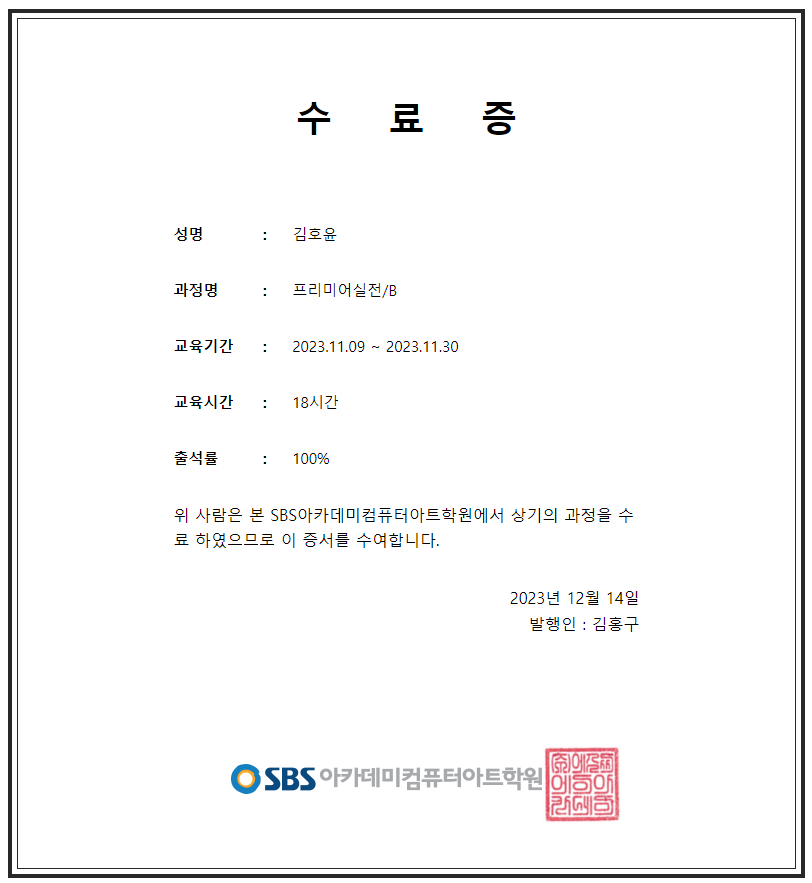 수 료 증
성명 : 김호윤
과정명 : 프리미어실전/B
교육기간 : 2023.11.09 ~ 2023.11.30
교육시간 : 18시간
출석률 : 100%
위 사람은 본 SBS아카데미컴퓨터아트학원에서 상기의 과정을 수
료 하였으므로 이 증서를 수여합니다.
2023년 12월 14일
발행인 : 김홍구
SBS 아카데미컴퓨터아트학원